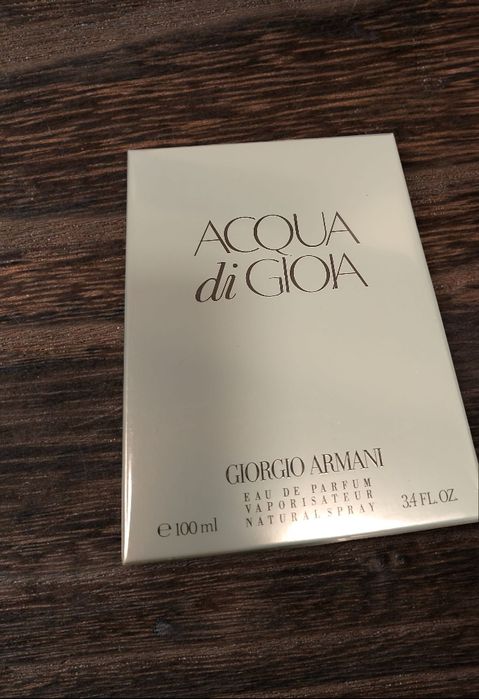 ACQUA
di GIOIA
GIORGIO ARMANI
EAU DE PARFUM
VAPORISATEUR
NATURAL SPRAY
℮ 100 ml
3.4 FL. OZ.